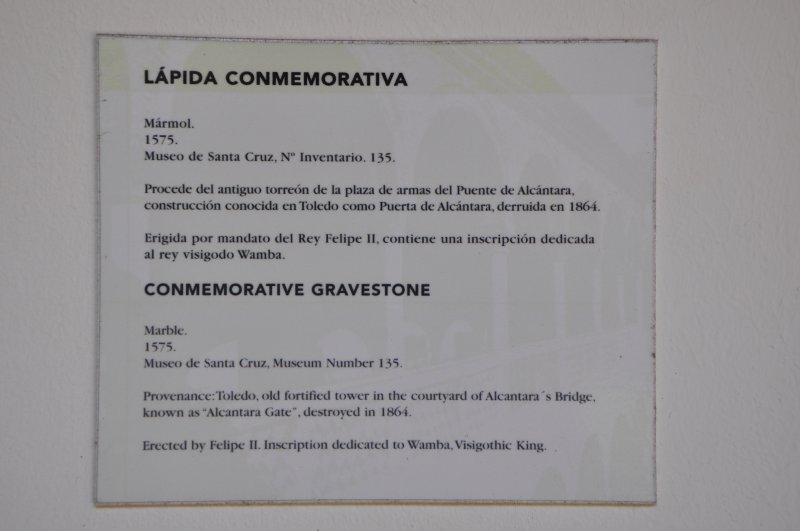 LÁPIDA CONMEMORATIVA
Mármol.
1575.
Museo de Santa Cruz, Nº Inventario. 135.
Procede del antiguo torreón de la plaza de armas del Puente de Alcántara,
construcción conocida en Toledo como Puerta de Alcántara, derruida en 1864.
Erigida por mandato del Rey Felipe II, contiene una inscripción dedicada
al rey visigodo Wamba.
CONMEMORATIVE GRAVESTONE
Marble.
1575.
Museo de Santa Cruz, Museum Number 135.
Provenance: Toledo, old fortified tower in the courtyard of Alcantara´s Bridge,
known as “Alcantara Gate”, destroyed in 1864.
Erected by Felipe II. Inscription dedicated to Wamba, Visigothic King.